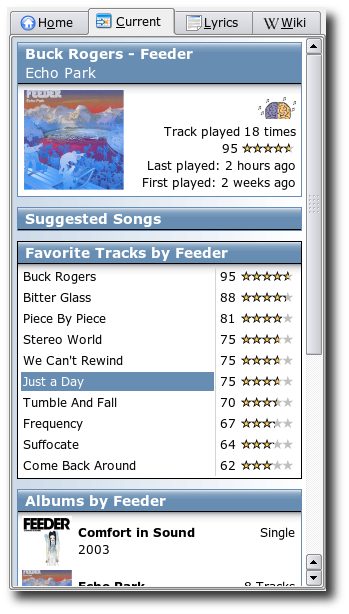 Home Current Lyrics Wiki
Buck Rogers - Feeder
Echo Park
FEEDER
Echo Park
Track played 18 times
95
Last played: 2 hours ago
First played: 2 weeks ago
Suggested Songs
Favorite Tracks by Feeder
Buck Rogers 95
Bitter Glass 88
Piece By Piece 81
Stereo World 75
We Can't Rewind 75
Just a Day 75
Tumble And Fall 70
Frequency 67
Suffocate 64
Come Back Around 62
Albums by Feeder
FEEDER
Comfort in Sound Single
2003
FEEDER
Echo Park 8 Tracks